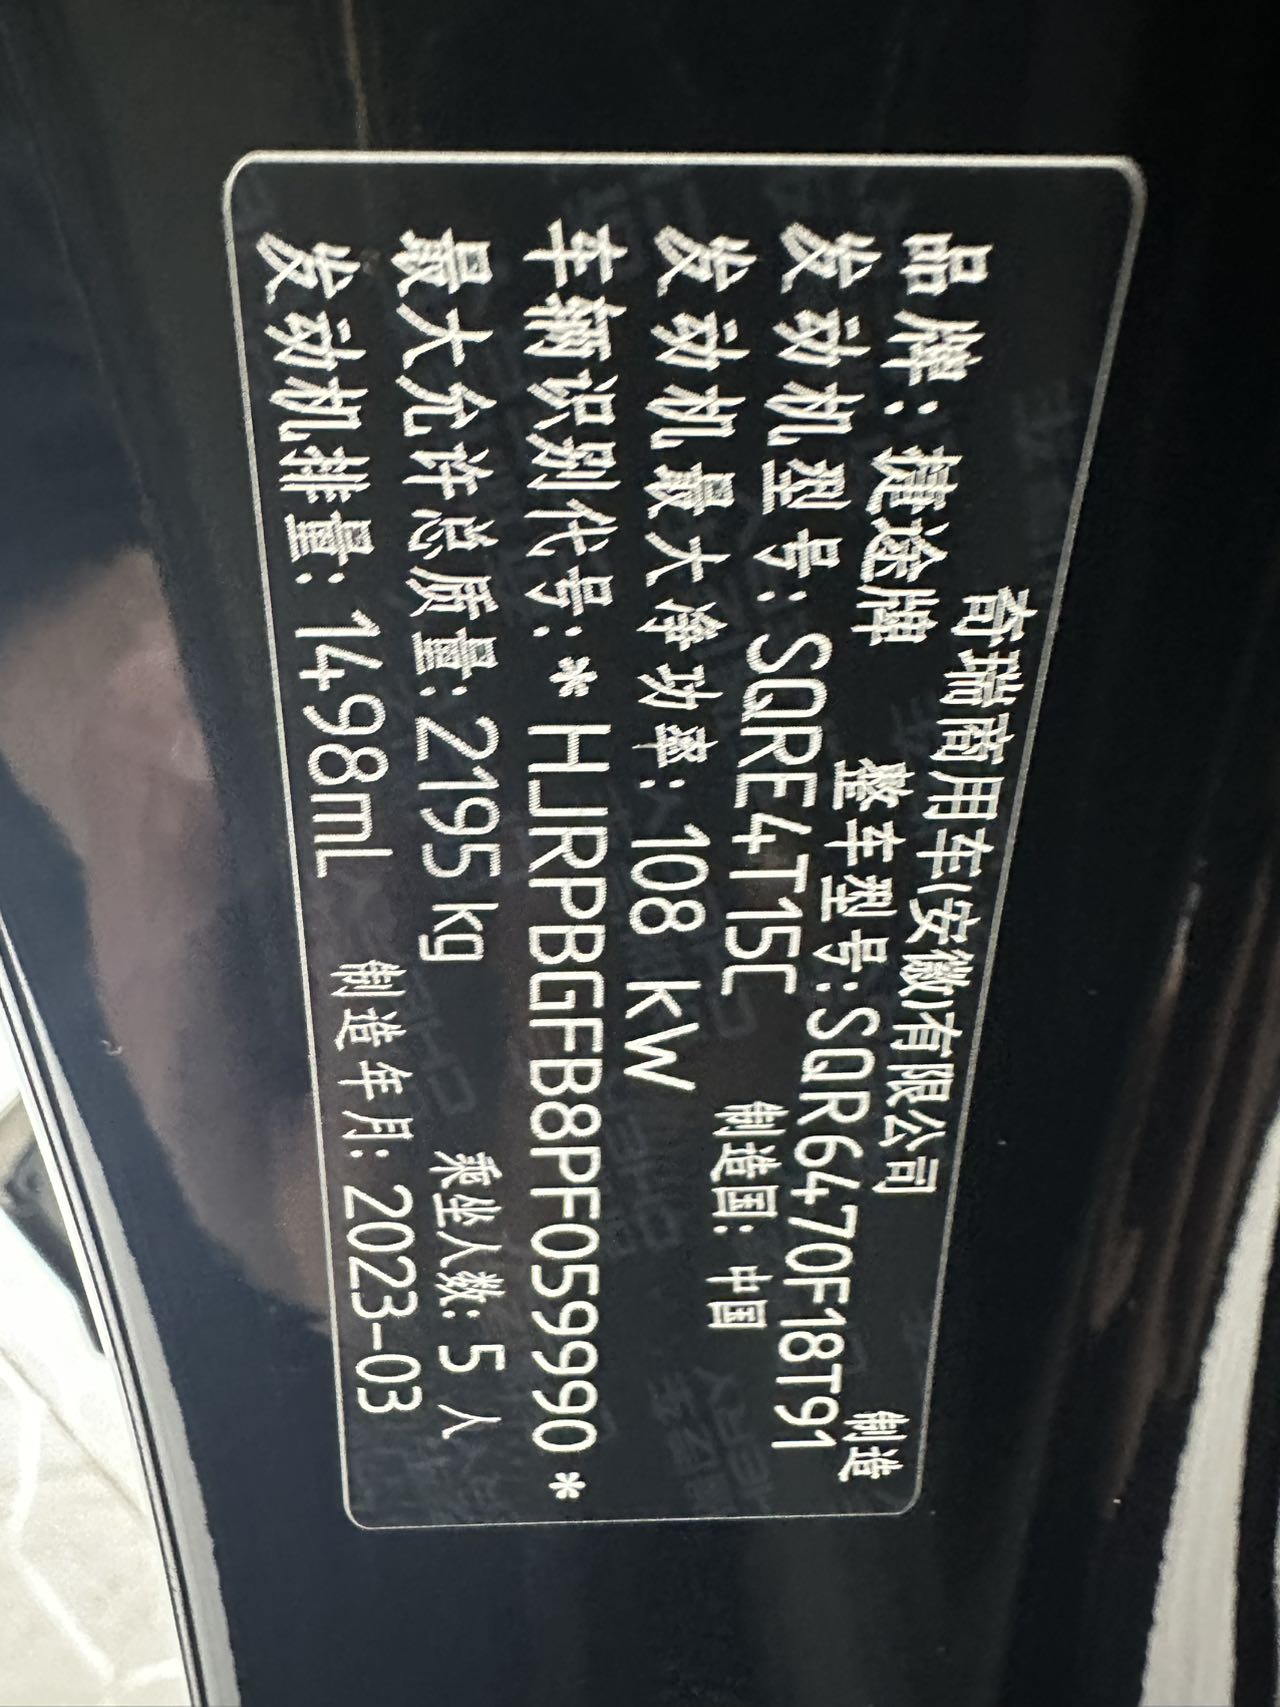 奇瑞商用车(安徽)有限公司 制造
品牌：捷途牌 整车型号:SQR6470F18T91
发动机型号:SQRE4T15C 制造国:中国
发动机最大净功率:108 kW
车辆识别代号:*HJRPBGFB8PF059990*
最大允许总质量:2195kg 乘坐人数:5人
发动机排量:1498mL 制造年月:2023-03